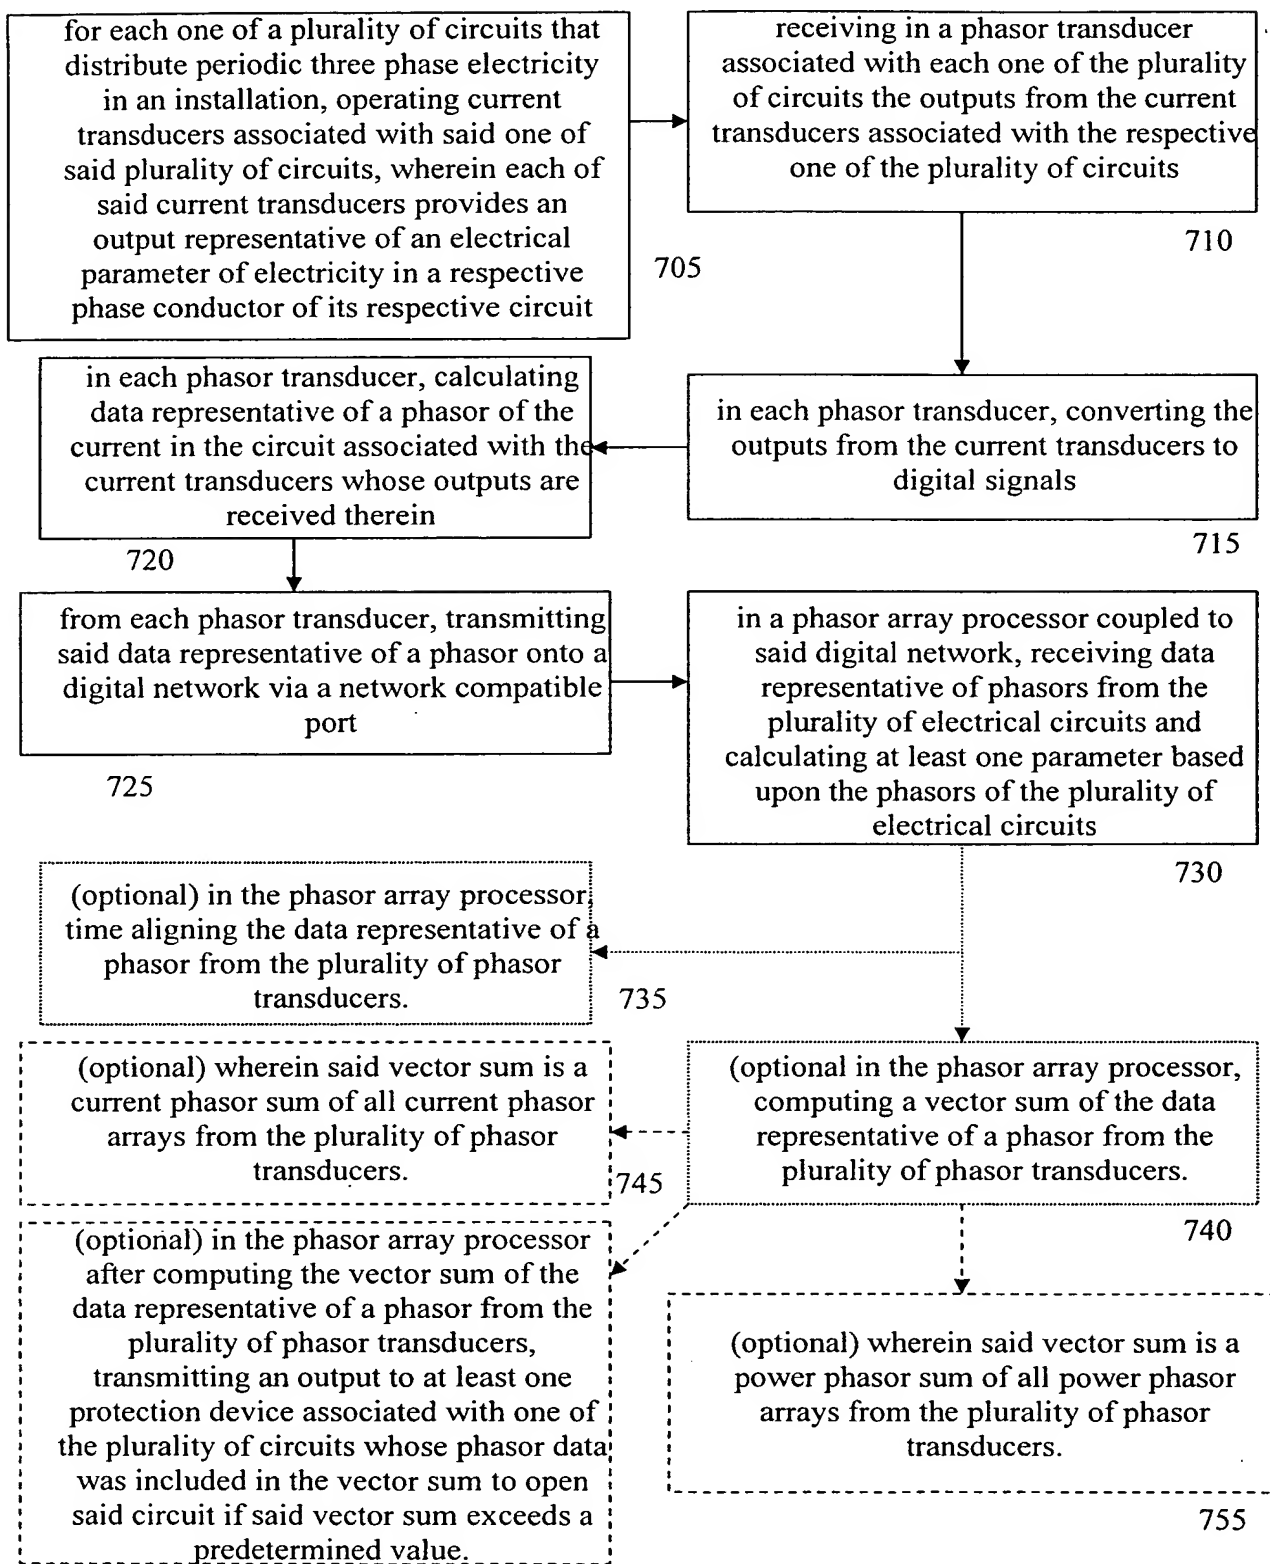 for each one of a plurality of circuits that
distribute periodic three phase electricity
in an installation, operating current
transducers associated with said one of
said plurality of circuits, wherein each of
said current transducers provides an
output representative of an electrical
parameter of electricity in a respective
phase conductor of its respective circuit
705
receiving in a phasor transducer
associated with each one of the plurality
of circuits the outputs from the current
transducers associated with the respective
one of the plurality of circuits
710
in each phasor transducer, converting the
outputs from the current transducers to
digital signals
715
in each phasor transducer, calculating
data representative of a phasor of the
current in the circuit associated with the
current transducers whose outputs are
received therein
720
from each phasor transducer, transmitting
said data representative of a phasor onto a
digital network via a network compatible
port
725
in a phasor array processor coupled to
said digital network, receiving data
representative of phasors from the
plurality of electrical circuits and
calculating at least one parameter based
upon the phasors of the plurality of
electrical circuits
730
(optional) in the phasor array processor,
time aligning the data representative of a
phasor from the plurality of phasor
transducers.
735
(optional in the phasor array processor,
computing a vector sum of the data
representative of a phasor from the
plurality of phasor transducers.
740
(optional) wherein said vector sum is a
current phasor sum of all current phasor
arrays from the plurality of phasor
transducers.
745
(optional) in the phasor array processor
after computing the vector sum of the
data representative of a phasor from the
plurality of phasor transducers,
transmitting an output to at least one
protection device associated with one of
the plurality of circuits whose phasor data
was included in the vector sum to open
said circuit if said vector sum exceeds a
predetermined value.
(optional) wherein said vector sum is a
power phasor sum of all power phasor
arrays from the plurality of phasor
transducers.
755